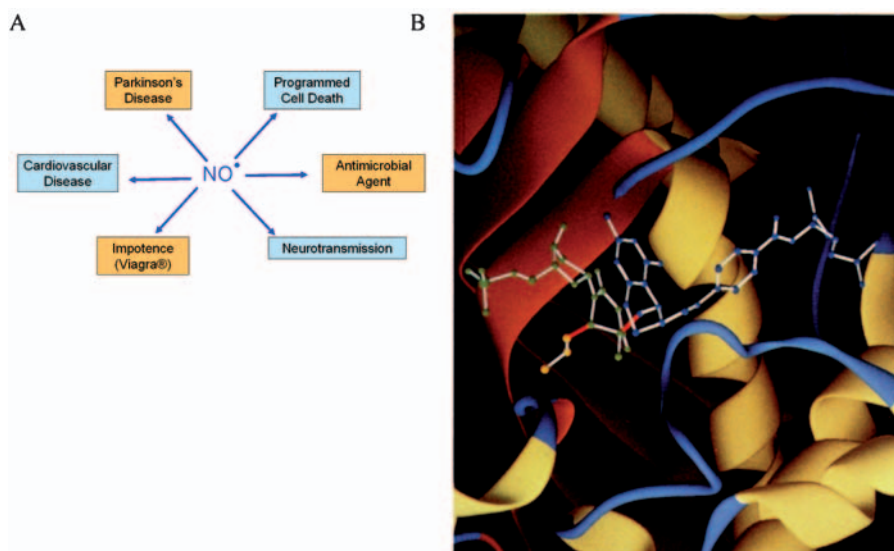 A
B
Parkinson's
Disease
Programmed
Cell Death
Cardiovascular
Disease
NO•
Antimicrobial
Agent
Impotence
(Viagra®)
Neurotransmission